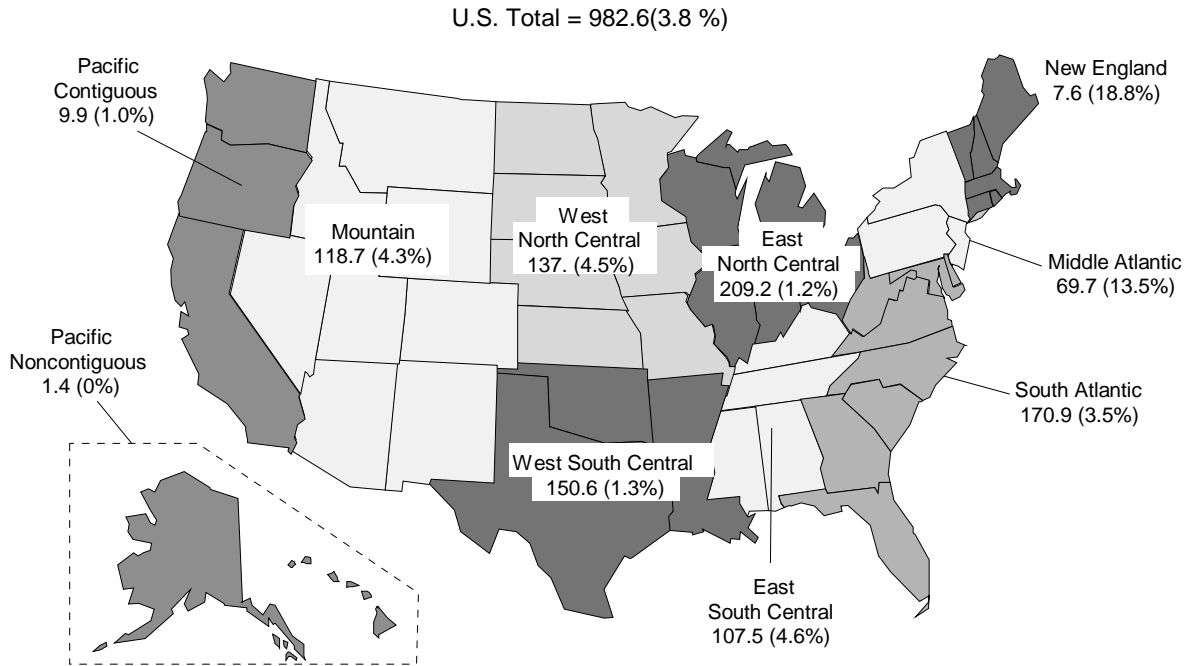 U.S. Total = 982.6(3.8 %)
Pacific
Contiguous
9.9 (1.0%)
New England
7.6 (18.8%)
Mountain
118.7 (4.3%)
West
North Central
137. (4.5%)
East
North Central
209.2 (1.2%)
Middle Atlantic
69.7 (13.5%)
Pacific
Noncontiguous
1.4 (0%)
South Atlantic
170.9 (3.5%)
West South Central
150.6 (1.3%)
East
South Central
107.5 (4.6%)